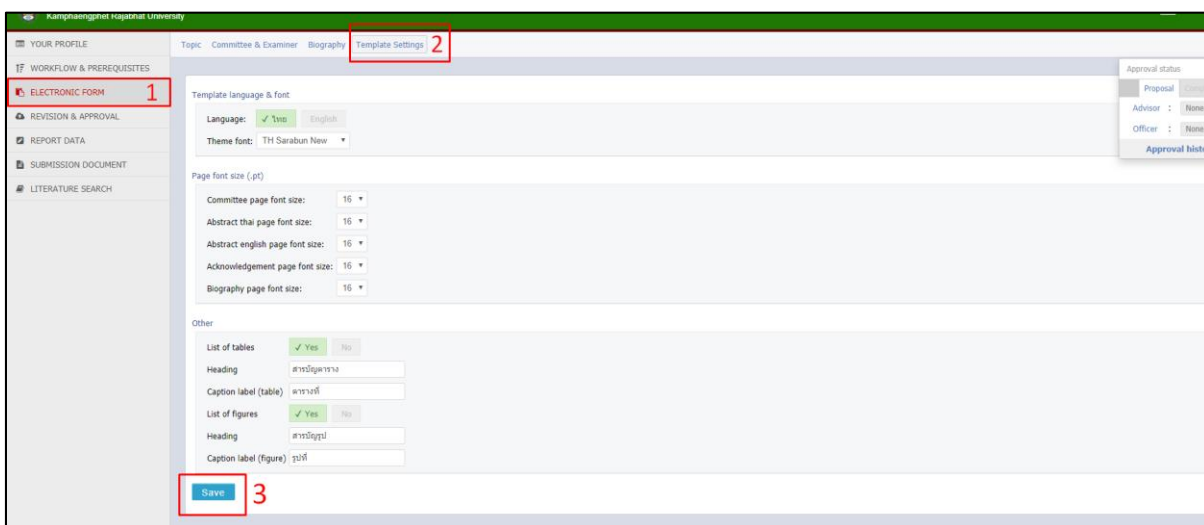 Kamphaengphet Rajabhat University
YOUR PROFILE
WORKFLOW & PREREQUISITES
ELECTRONIC FORM 1
REVISION & APPROVAL
REPORT DATA
SUBMISSION DOCUMENT
LITERATURE SEARCH
Topic Committee & Examiner Biography Template Settings 2
Template language & font
Language: ✓ ไทย English
Theme font: TH Sarabun New
Page font size (.pt)
Committee page font size: 16
Abstract thai page font size: 16
Abstract english page font size: 16
Acknowledgement page font size: 16
Biography page font size: 16
Other
List of tables ✓ Yes No
Heading สารบัญตาราง
Caption label (table) ตารางที่
List of figures ✓ Yes No
Heading สารบัญรูป
Caption label (figure) รูปที่
Save 3
Approval status
Proposal
Advisor : None
Officer : None
Approval histo